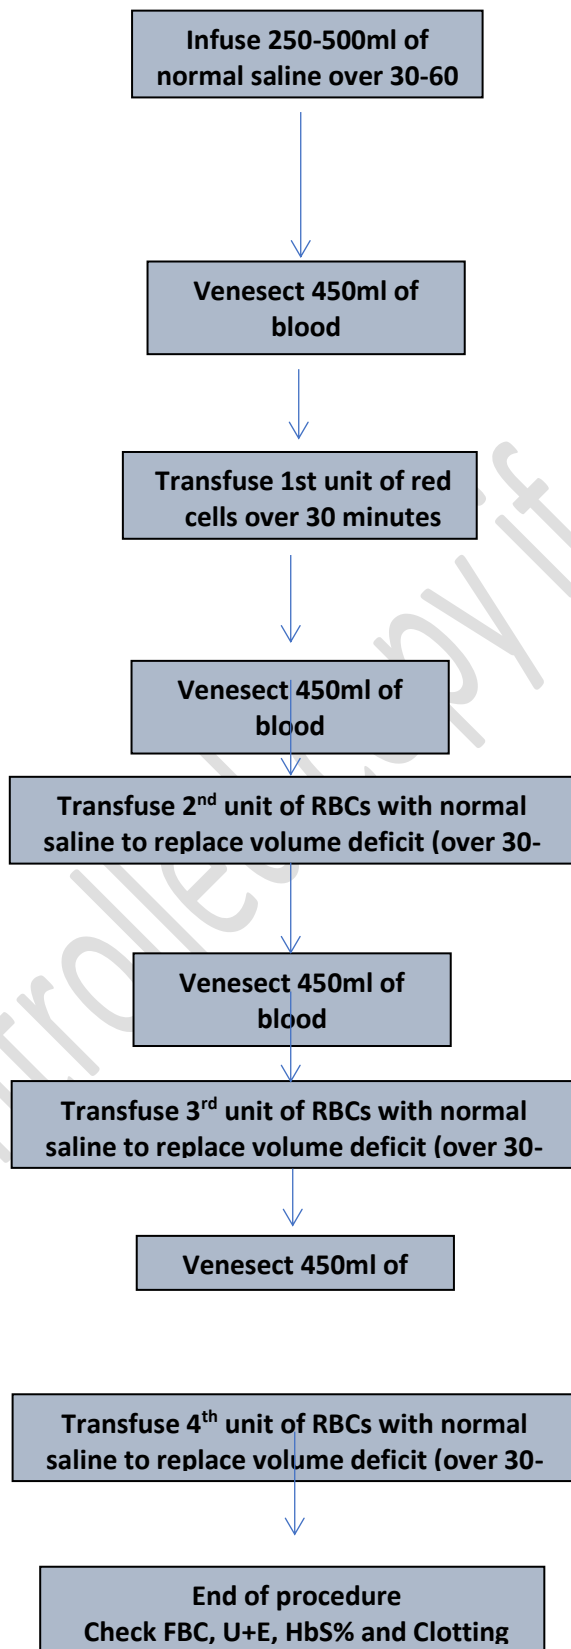 Infuse 250-500ml of
normal saline over 30-60
Venesect 450ml of
blood
Transfuse 1st unit of red
cells over 30 minutes
Venesect 450ml of
blood
Transfuse 2nd unit of RBCs with normal
saline to replace volume deficit (over 30-
Venesect 450ml of
blood
Transfuse 3rd unit of RBCs with normal
saline to replace volume deficit (over 30-
Venesect 450ml of
Transfuse 4th unit of RBCs with normal
saline to replace volume deficit (over 30-
End of procedure
Check FBC, U+E, HbS% and Clotting
ntrolled copy if